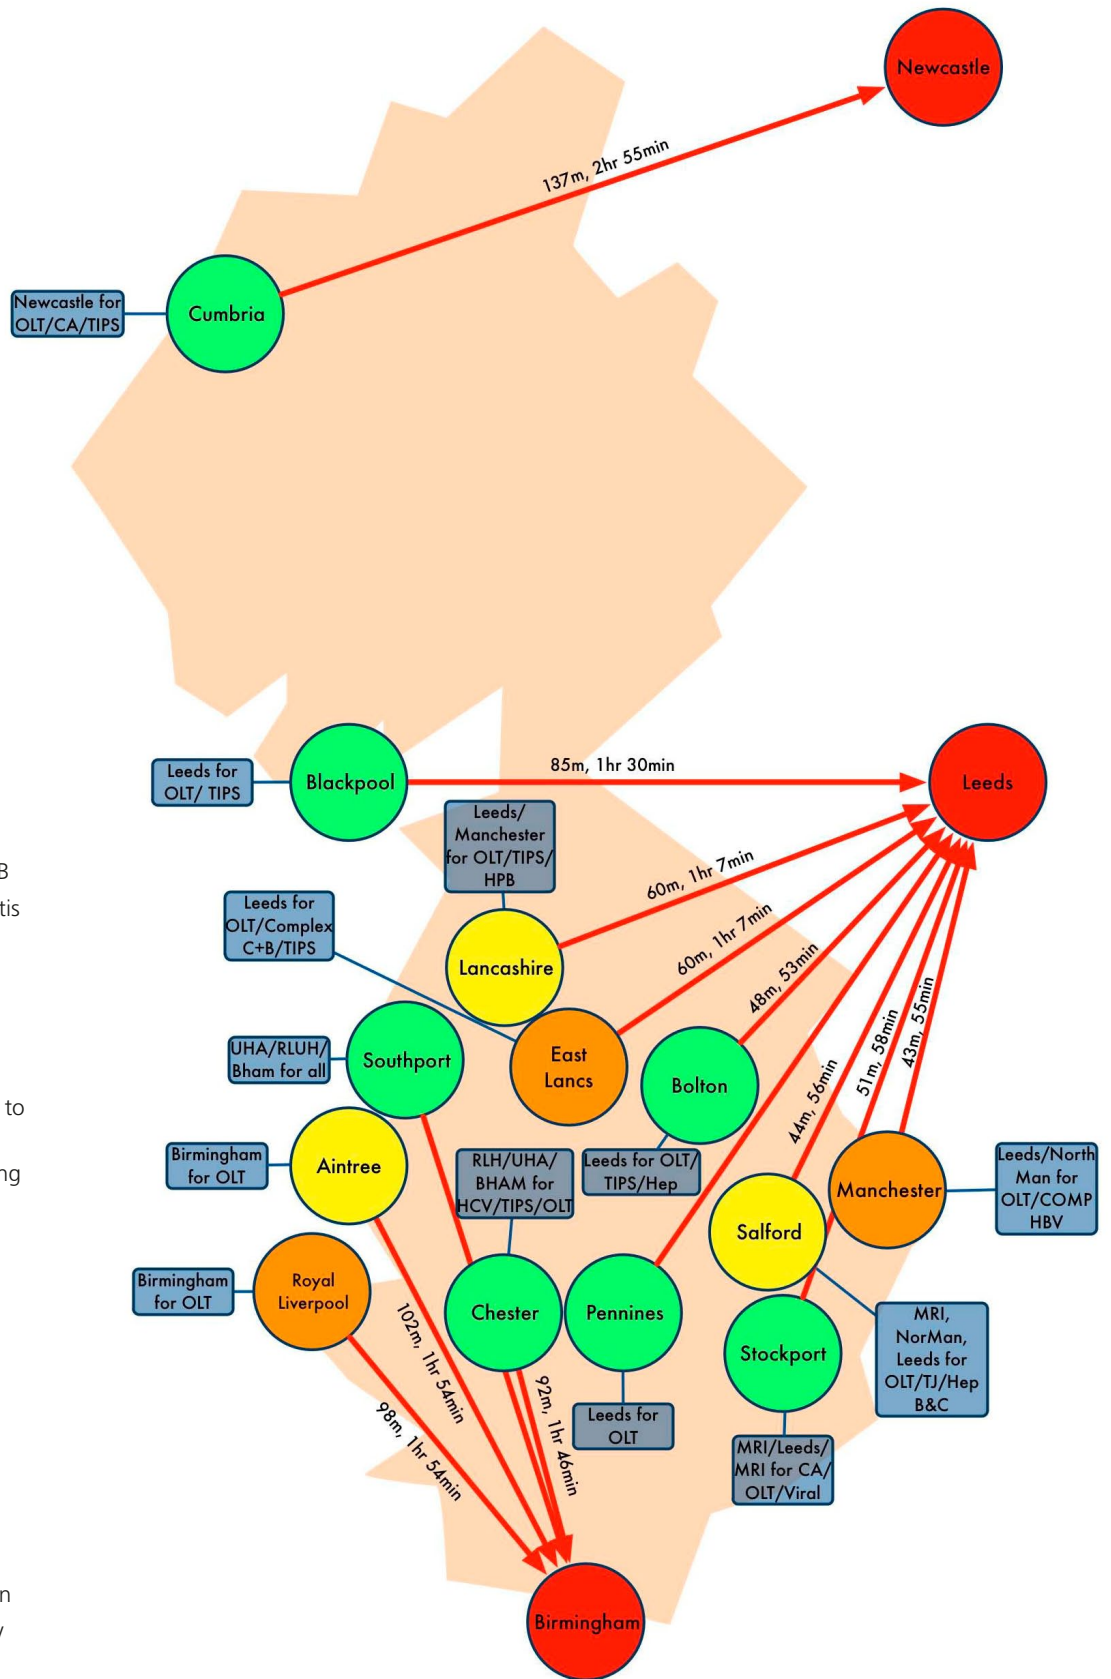 Newcastle
137m, 2hr 55min
Newcastle for
OLT/CA/TIPS
Cumbria
Leeds for
OLT/ TIPS
Blackpool
85m, 1hr 30min
Leeds
Leeds/
Manchester
for OLT/TIPS/
HPB
60m, 1hr 7min
B
tis
Leeds for
OLT/Complex
C+B/TIPS
Lancashire
60m, 1hr 7min
48m, 53min
UHA/RLUH/
Bham for all
Southport
East
Lancs
Bolton
44m, 56min
51m, 58min
43m, 55min
to
ng
Birmingham
for OLT
Aintree
RLH/UHA/
BHAM for
HCV/TIPS/OLT
Leeds for OLT/
TIPS/Hep
Salford
Manchester
Leeds/North
Man for
OLT/COMP
HBV
Birmingham
for OLT
Royal
Liverpool
102m, 1hr 54min
Chester
Pennines
Stockport
MRI,
NorMan,
Leeds for
OLT/TJ/Hep
B&C
98m, 1hr 54min
92m, 1hr 46min
Leeds for
OLT
MRI/Leeds/
MRI for CA/
OLT/Viral
n
Birmingham